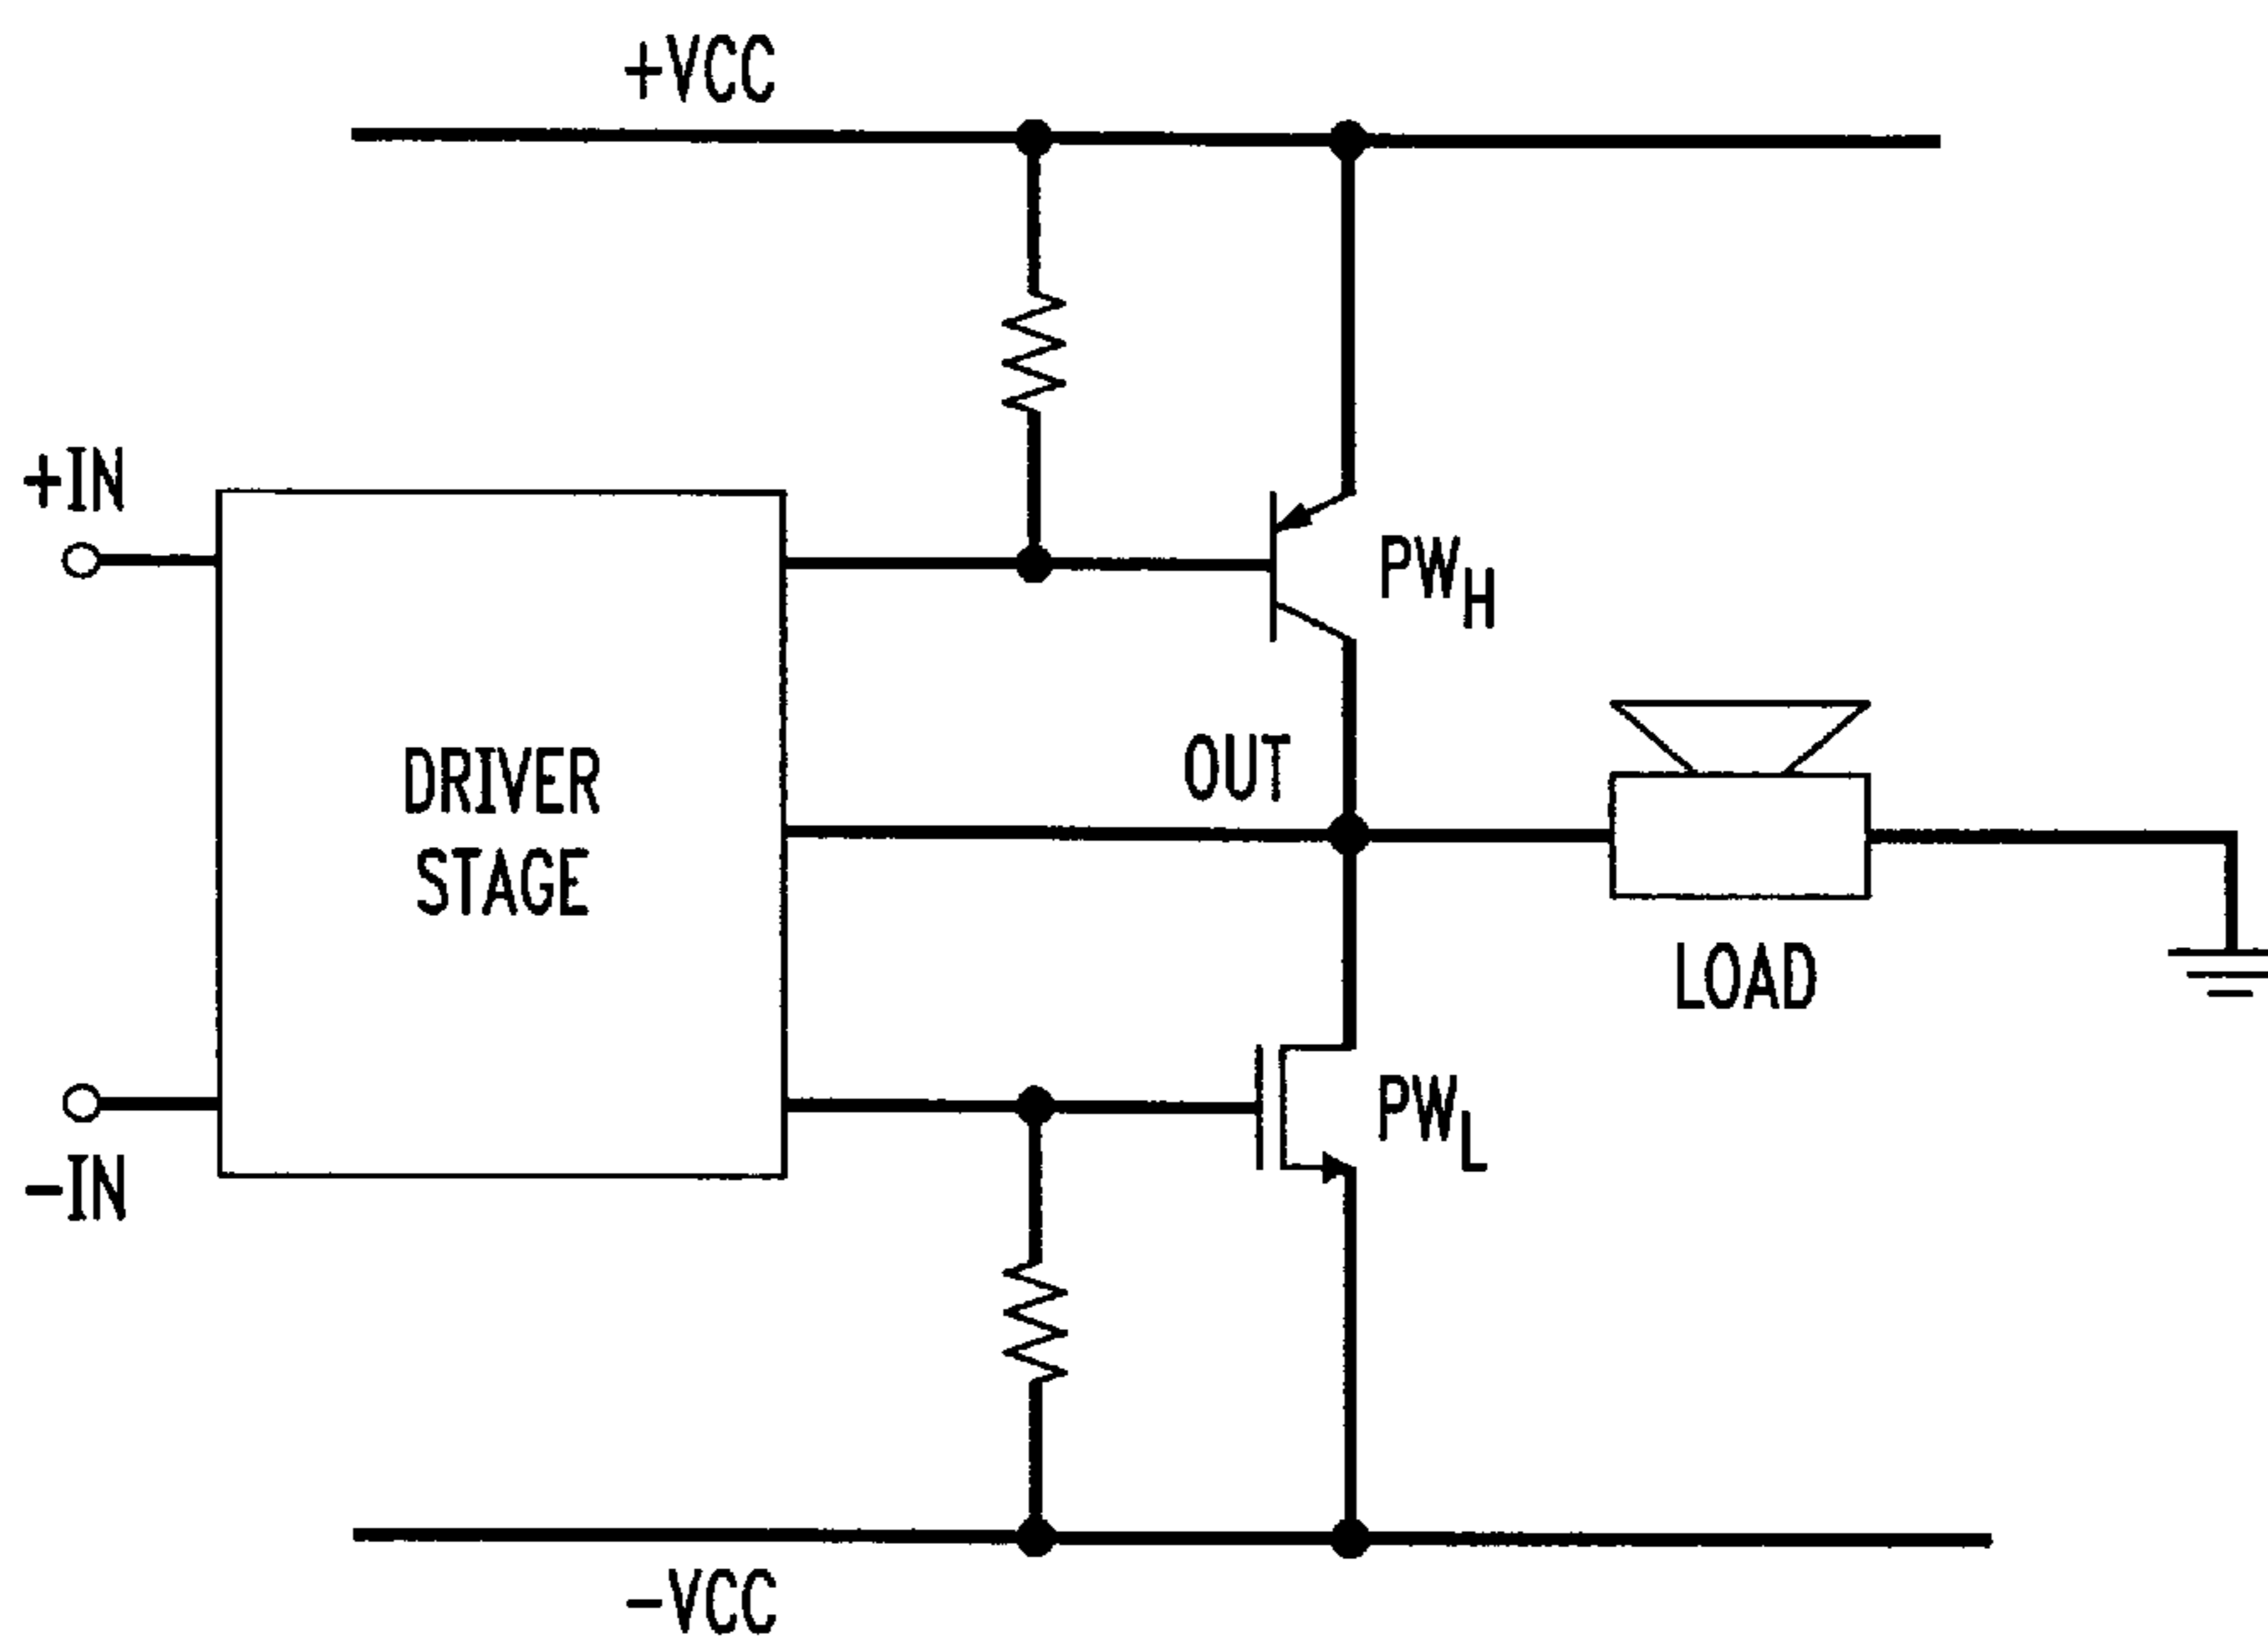 +VCC
+IN
PWH
DRIVER
STAGE
OUT
LOAD
PWL
-IN
-VCC